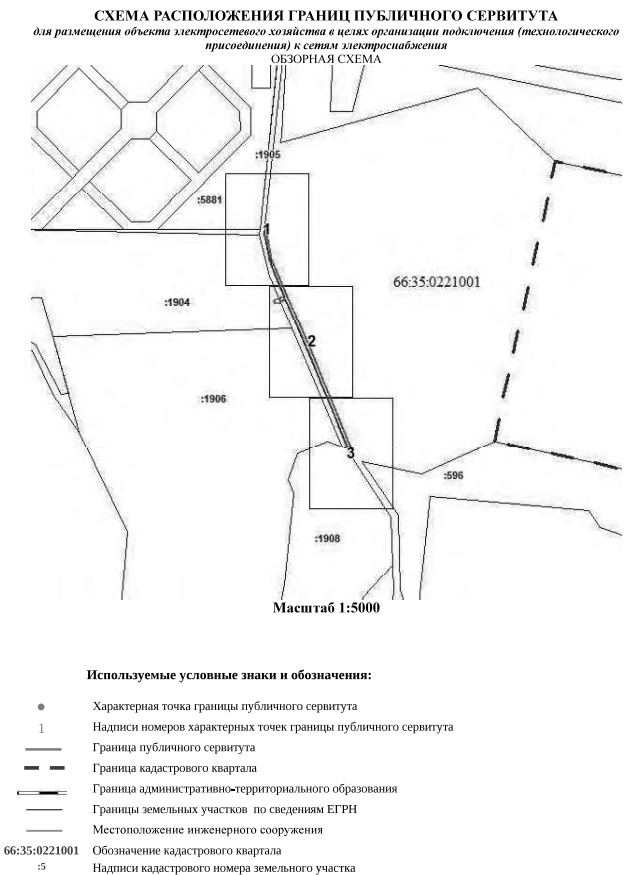 СХЕМА РАСПОЛОЖЕНИЯ ГРАНИЦ ПУБЛИЧНОГО СЕРВИТУТА
для размещения объекта электросетевого хозяйства в целях организации подключения (технологического
присоединения) к сетям электроснабжения
ОБЗОРНАЯ СХЕМА
:1905
:5881
1
66:35:0221001
:1904
2
:1906
3
:596
:1908
Масштаб 1:5000
Используемые условные знаки и обозначения:
Характерная точка границы публичного сервитута
1 Надписи номеров характерных точек границы публичного сервитута
Граница публичного сервитута
Граница кадастрового квартала
Граница административно-территориального образования
Границы земельных участков по сведениям ЕГРН
Местоположение инженерного сооружения
66:35:0221001 Обозначение кадастрового квартала
:5 Надписи кадастрового номера земельного участка